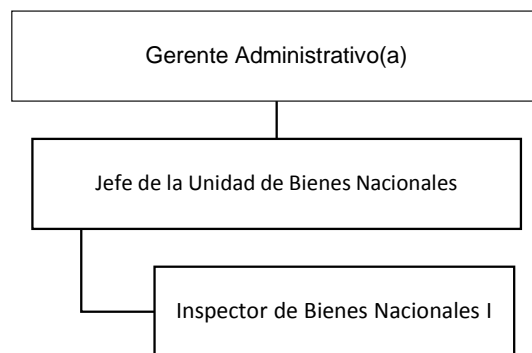 Gerente Administrativo(a)
Jefe de la Unidad de Bienes Nacionales
Inspector de Bienes Nacionales I